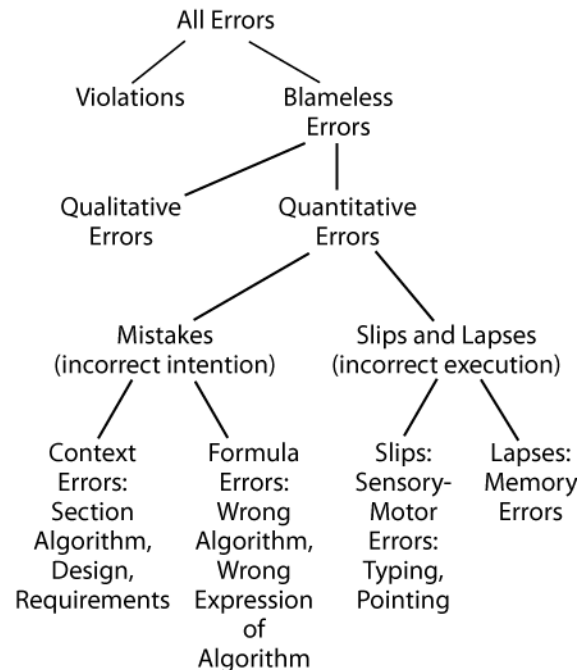 All Errors
Violations
Blameless
Errors
Qualitative
Errors
Quantitative
Errors
Mistakes
(incorrect intention)
Slips and Lapses
(incorrect execution)
Context
Errors:
Section
Algorithm,
Design,
Requirements
Formula
Errors:
Wrong
Algorithm,
Wrong
Expression
of
Algorithm
Slips:
Sensory-
Motor
Errors:
Typing,
Pointing
Lapses:
Memory
Errors